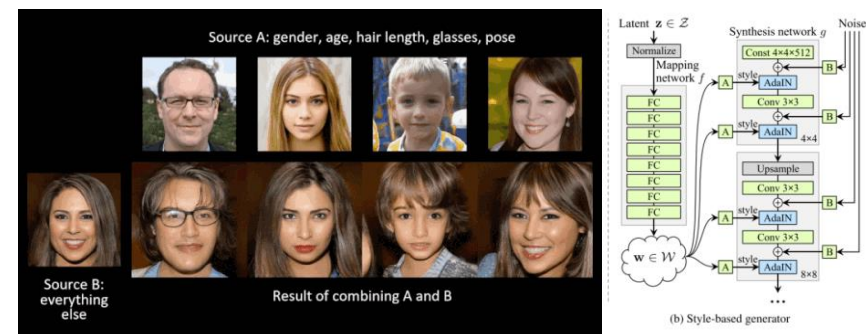 Source A: gender, age, hair length, glasses, pose
Source B:
everything
else
Result of combining A and B
Latent z ∈ Z
Normalize
Mapping
network f
FC
FC
FC
FC
FC
FC
FC
FC
w ∈ W
Synthesis network g
Noise
Const 4×4×512
B
A
style
AdaIN
Conv 3×3
B
A
style
AdaIN
4×4
Upsample
Conv 3×3
B
A
style
AdaIN
Conv 3×3
B
A
style
AdaIN
8×8
...
(b) Style-based generator